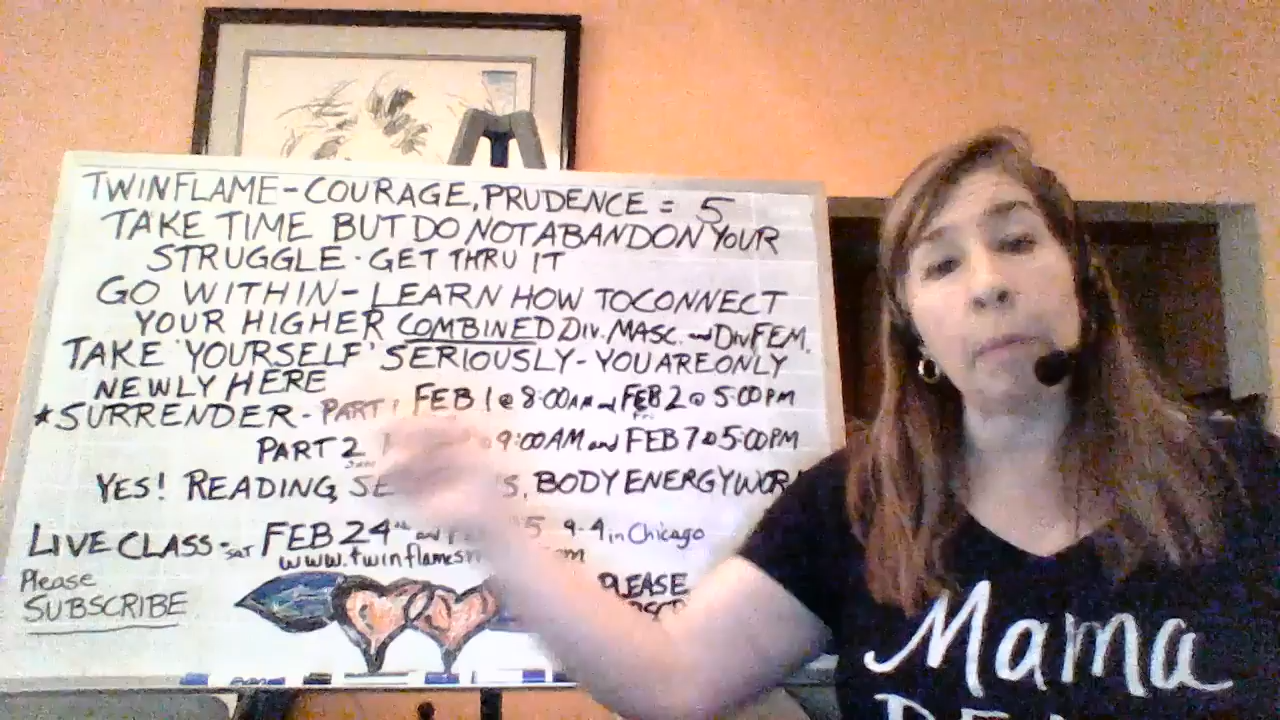 TWINFLAME-COURAGE, PRUDENCE = 5
TAKE TIME BUT DO NOT ABANDON YOUR
STRUGGLE · GET THRU IT
GO WITHIN - LEARN HOW TO CONNECT
YOUR HIGHER COMBINED DIV. MASC. and DIV FEM.
TAKE 'YOURSELF' SERIOUSLY - YOU ARE ONLY
NEWLY HERE
*SURRENDER - PART 1 FEB 1 @ 8:00AM and FEB 2 @ 5:00PM
PART 2 9:00AM and FEB 7 @ 5:00PM
YES! READING, BODY ENERGY
LIVE CLASS - SAT FEB 24th and 9-4 in Chicago
Please
SUBSCRIBE
PLEASE
Mama